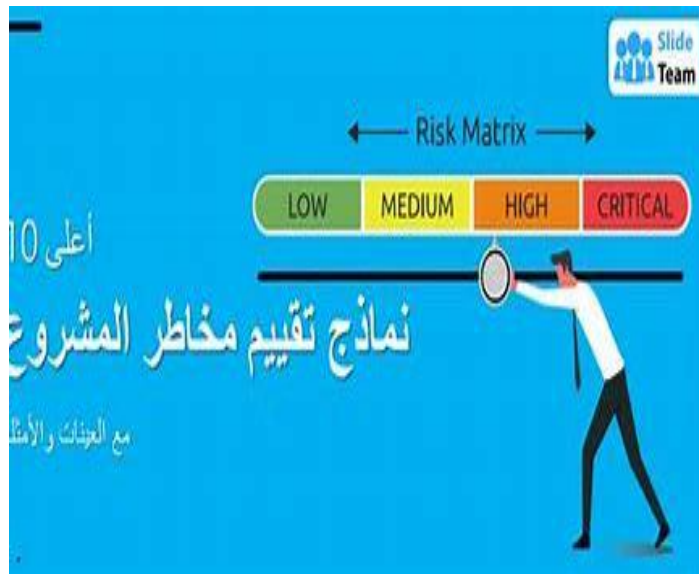 Slide
Team
Risk Matrix
LOW MEDIUM HIGH CRITICAL
أعلى 10
نماذج تقييم مخاطر المشروع
مع العينات والأمثلة